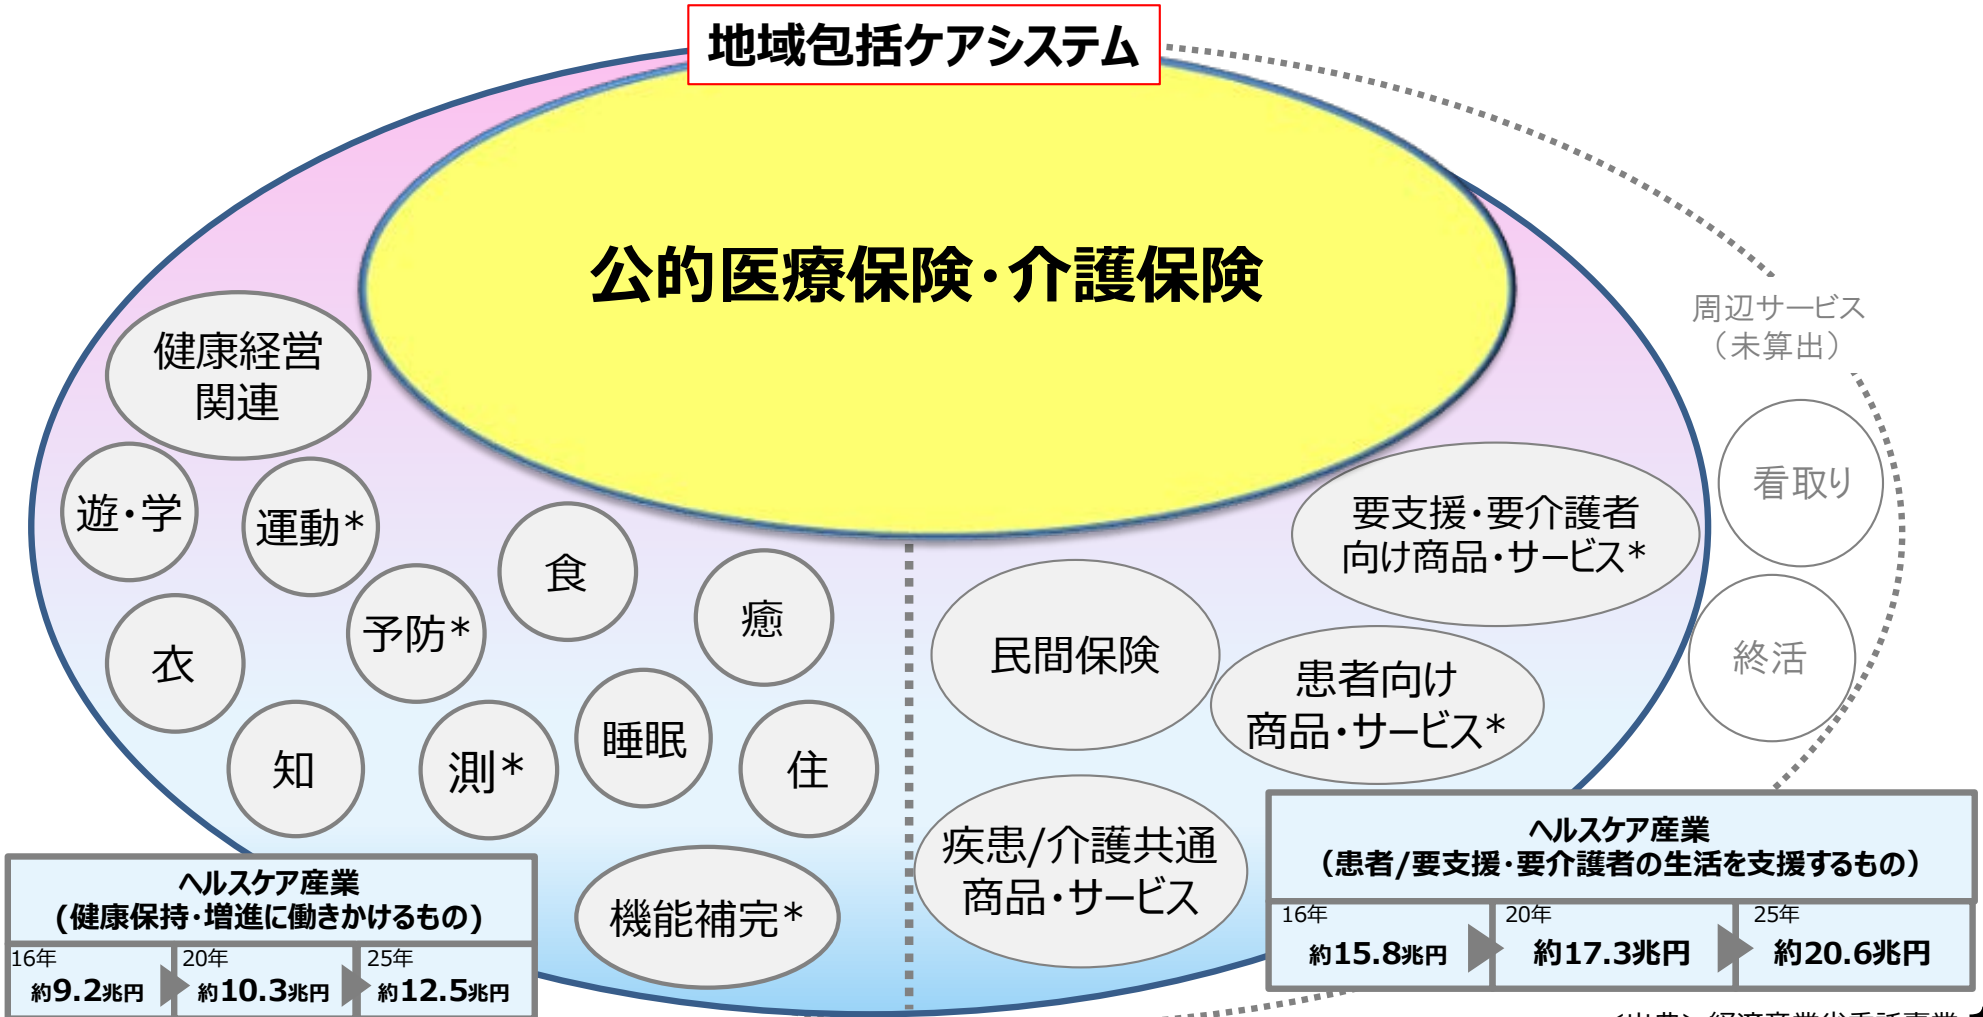 地域包括ケアシステム
公的医療保険・介護保険
周辺サービス
（未算出）
健康経営
関連
遊・学
運動*
食
癒
予防*
衣
知
測*
睡眠
住
機能補完*
要支援・要介護者
向け商品・サービス*
民間保険
患者向け
商品・サービス*
疾患/介護共通
商品・サービス
看取り
終活
ヘルスケア産業
(健康保持・増進に働きかけるもの)
16年 20年 25年
約9.2兆円 約10.3兆円 約12.5兆円
ヘルスケア産業
（患者/要支援・要介護者の生活を支援するもの）
16年 20年 25年
約15.8兆円 約17.3兆円 約20.6兆円